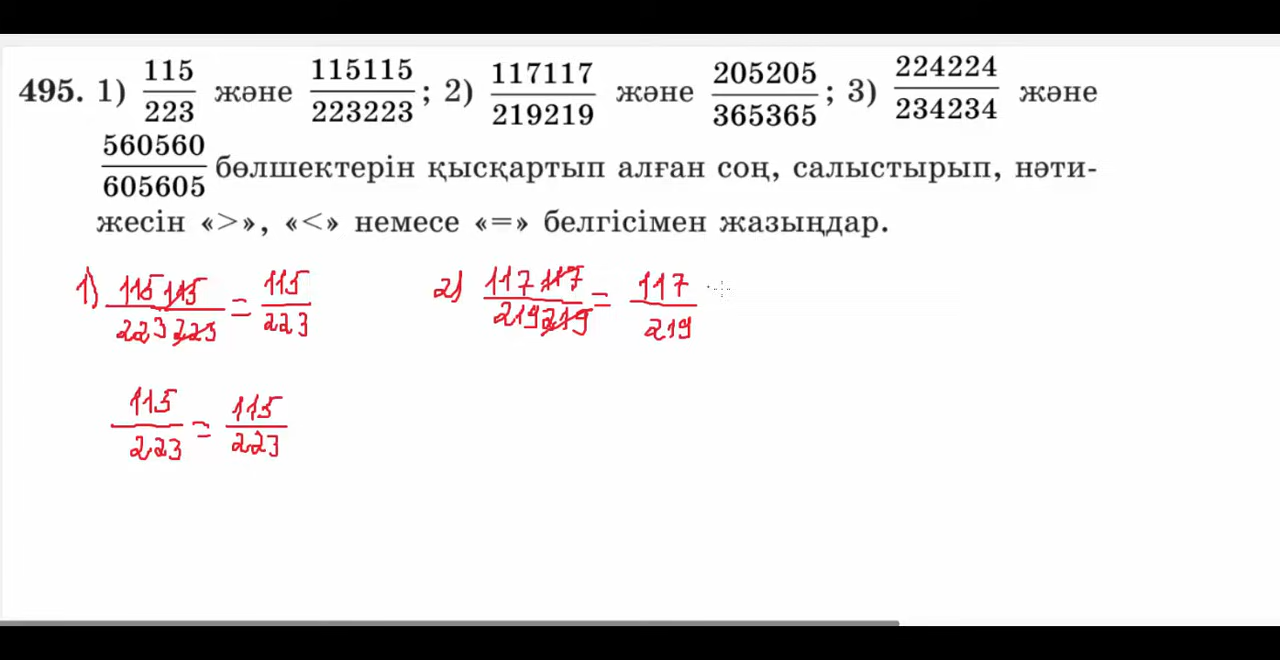 495. 1) 115/223 және 115115/223223; 2) 117117/219219 және 205205/365365; 3) 224224/234234 және
560560/605605 бөлшектерін қысқартып алған соң, салыстырып, нәти-
жесін «>», «<» немесе «=» белгісімен жазыңдар.
1) 115115/223223 = 115/223
2) 117117/219219 = 117/219
115/223 = 115/223